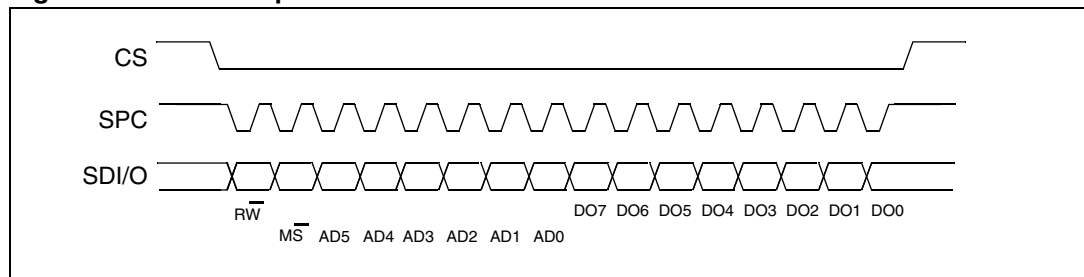 CS
SPC
SDI/O
RW
DO7 DO6 DO5 DO4 DO3 DO2 DO1 DO0
MS AD5 AD4 AD3 AD2 AD1 AD0